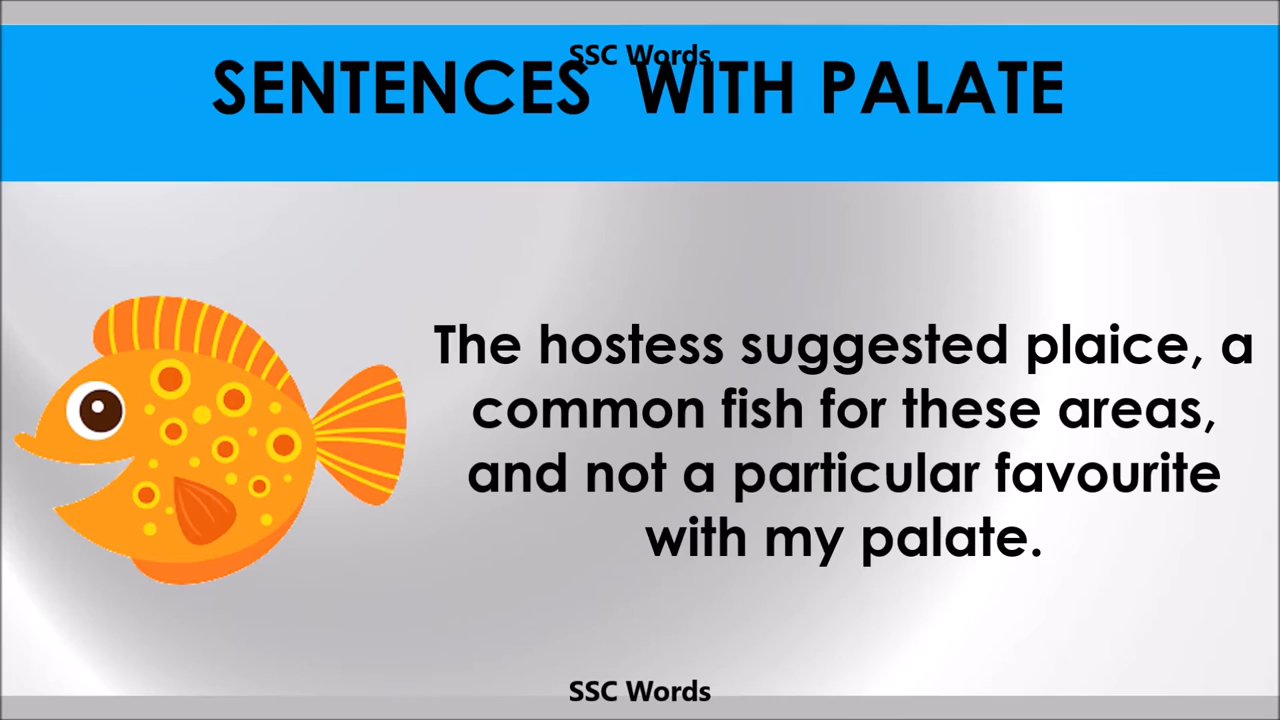 SSC Words
SENTENCES WITH PALATE
The hostess suggested plaice, a
common fish for these areas,
and not a particular favourite
with my palate.
SSC Words